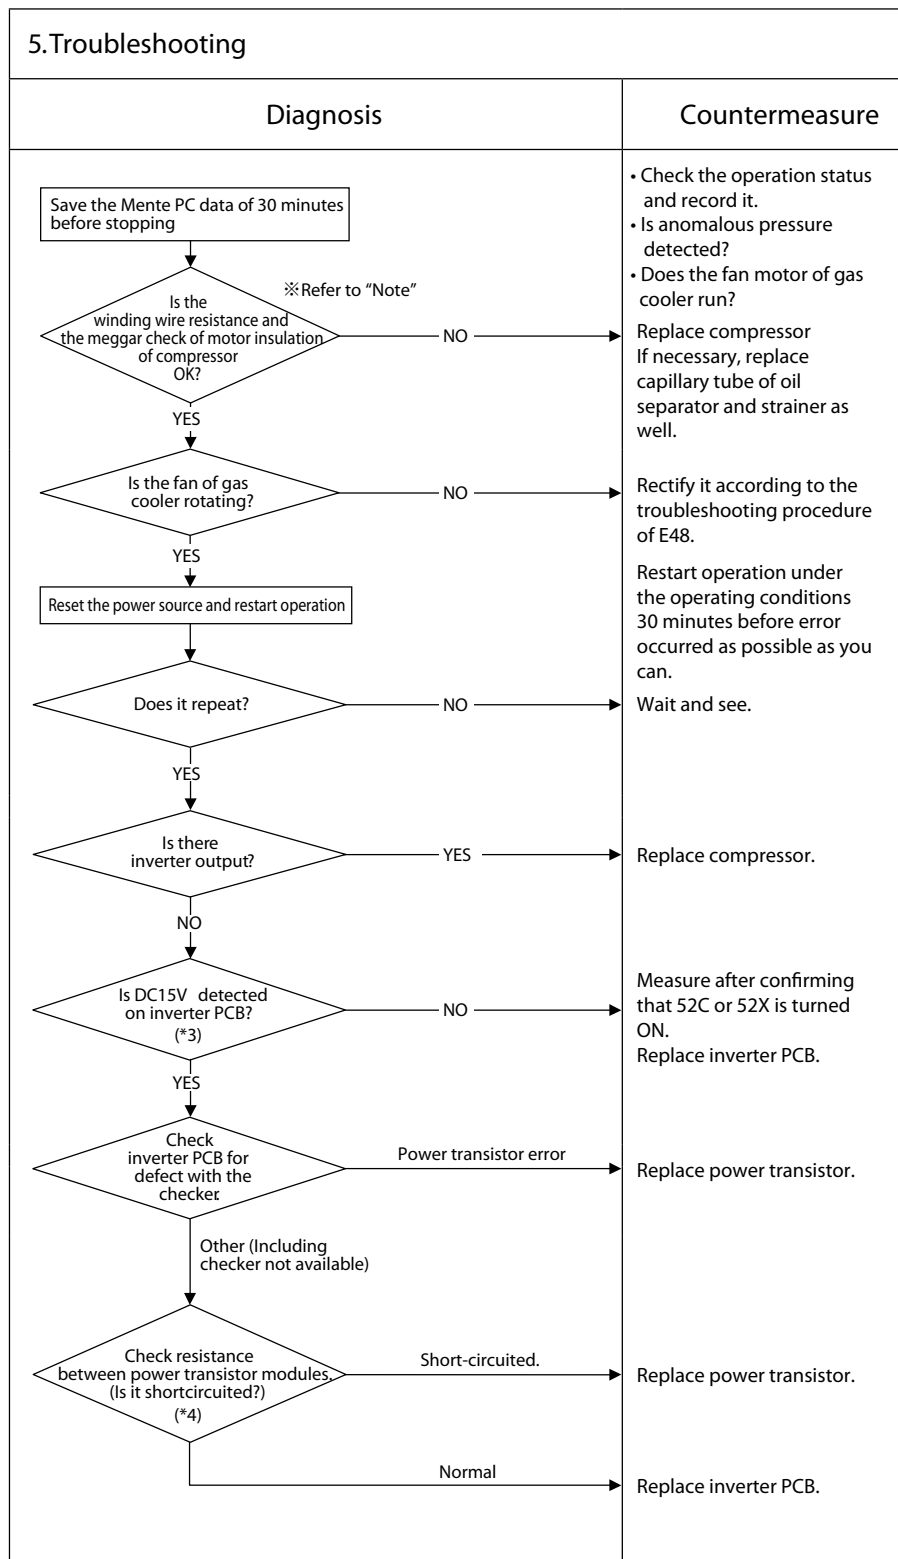 5.Troubleshooting
Diagnosis
Countermeasure
Save the Mente PC data of 30 minutes
before stopping
• Check the operation status
and record it.
• Is anomalous pressure
detected?
• Does the fan motor of gas
cooler run?
※Refer to “Note”
Is the
winding wire resistance and
the meggar check of motor insulation
of compressor
OK?
NO
Replace compressor
If necessary, replace
capillary tube of oil
separator and strainer as
well.
YES
Is the fan of gas
cooler rotating?
NO
Rectify it according to the
troubleshooting procedure
of E48.
YES
Reset the power source and restart operation
Restart operation under
the operating conditions
30 minutes before error
occurred as possible as you
can.
Does it repeat?
NO
Wait and see.
YES
Is there
inverter output?
YES
Replace compressor.
NO
Is DC15V detected
on inverter PCB?
(*3)
NO
Measure after confirming
that 52C or 52X is turned
ON.
Replace inverter PCB.
YES
Check
inverter PCB for
defect with the
checker.
Power transistor error
Replace power transistor.
Other (Including
checker not available)
Check resistance
between power transistor modules.
(Is it shortcircuited?)
(*4)
Short-circuited.
Replace power transistor.
Normal
Replace inverter PCB.